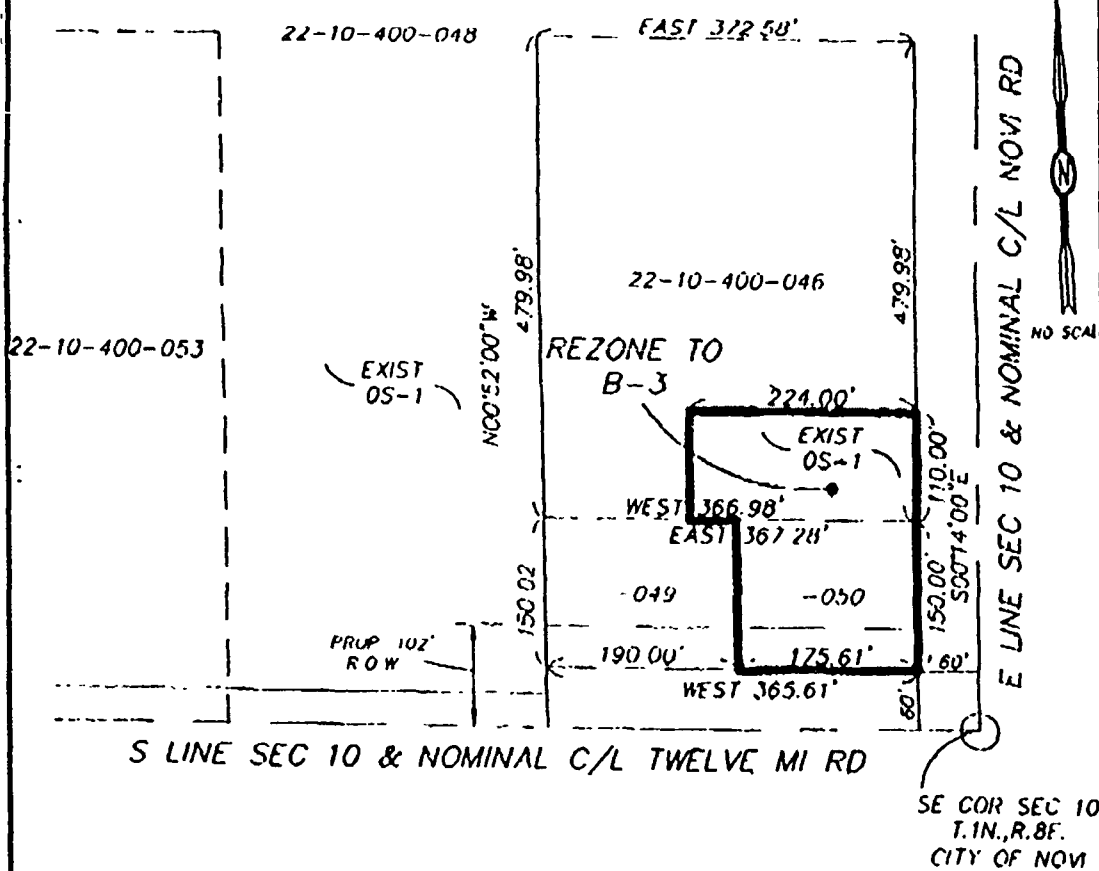 22-10-400-048
EAST 372.58'
E LINE SEC 10 & NOMINAL C/L NOVI RD
N
NO SCAL
22-10-400-053
EXIST
OS-1
N00°52'00"W
479.98'
22-10-400-046
479.98'
REZONE TO
B-3
224.00'
EXIST
OS-1
110.00'
WEST 366.98'
EAST 367.28'
S00°14'00"E
150.00'
150.02
-049
-050
PROP 102'
R O W
190.00'
175.61'
60'
WEST 365.61'
60'
S LINE SEC 10 & NOMINAL C/L TWELVE MI RD
SE COR SEC 10
T.1N.,R.8E.
CITY OF NOVI